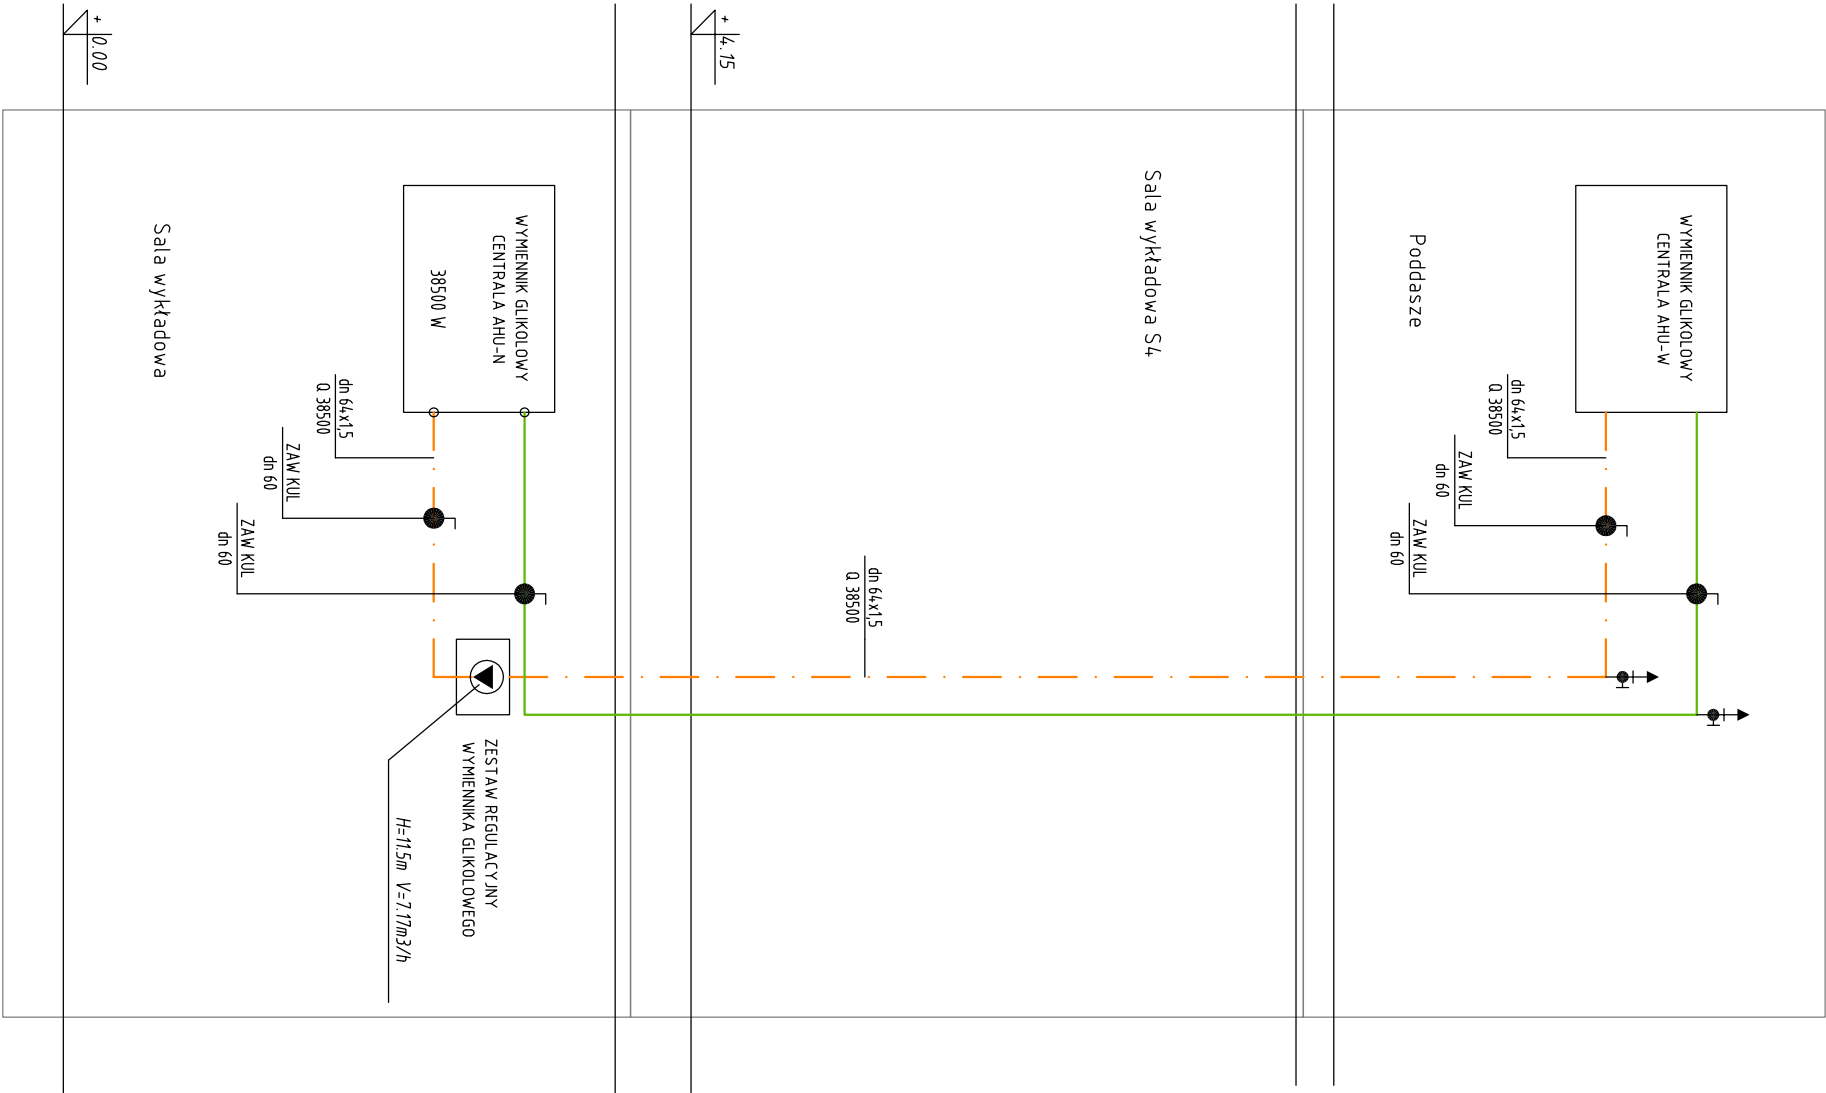 WYMIENNIK GLIKOLOWY
CENTRALA AHU-W
Poddasze
dn 64x1,5
Q 38500
ZAW KUL
dn 60
ZAW KUL
dn 60
+ 4.15
Sala wykładowa S4
dn 64x1,5
Q 38500
WYMIENNIK GLIKOLOWY
CENTRALA AHU-N
38500 W
Sala wykładowa
dn 64x1,5
Q 38500
ZAW KUL
dn 60
ZAW KUL
dn 60
ZESTAW REGULACYJNY
WYMIENNIKA GLIKOLOWEGO
H=11.5m V=7.17m3/h
+ 0.00